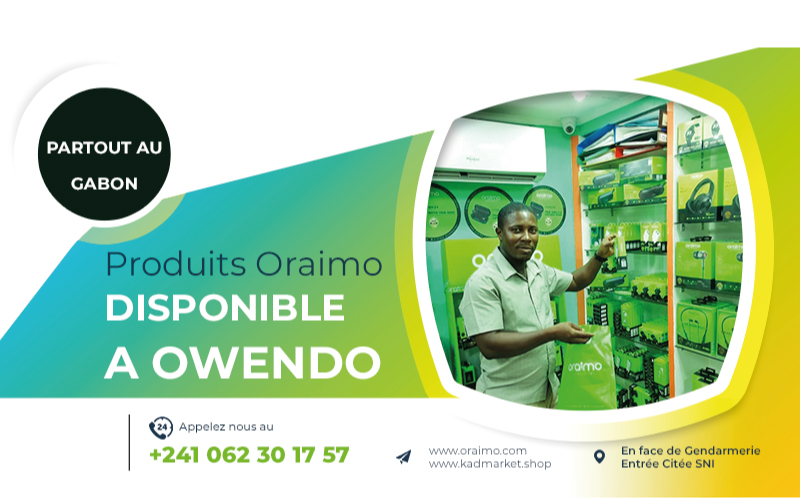 PARTOUT AU
GABON
Produits Oraimo
DISPONIBLE
A OWENDO
oraimo
24
Appelez nous au
+241 062 30 17 57
www.oraimo.com
www.kadmarket.shop
En face de Gendarmerie
Entrée Citée SNI